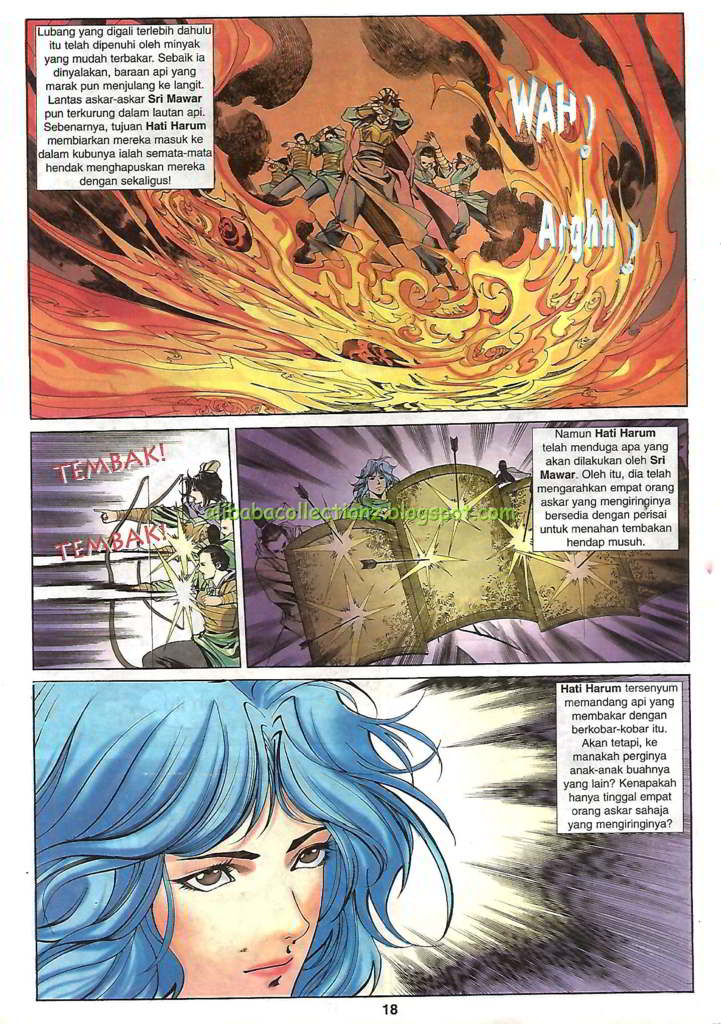 Lubang yang digali terlebih dahulu
itu telah dipenuhi oleh minyak
yang mudah terbakar. Sebaik ia
dinyalakan, baraan api yang
marak pun menjulang ke langit.
Lantas askar-askar Sri Mawar
pun terkurung dalam lautan api.
Sebenarnya, tujuan Hati Harum
membiarkan mereka masuk ke
dalam kubunya ialah semata-mata
hendak menghapuskan mereka
dengan sekaligus!
WAH!
Arghh!
TEMBAK!
TEMBAK!
Namun Hati Harum
telah menduga apa yang
akan dilakukan oleh Sri
Mawar. Oleh itu, dia telah
mengarahkan empat orang
askar yang mengiringinya
bersedia dengan perisai
untuk menahan tembakan
hendap musuh.
alibabacollectionz.blogspot.com
Hati Harum tersenyum
memandang api yang
membakar dengan
berkobar-kobar itu.
Akan tetapi, ke
manakah perginya
anak-anak buahnya
yang lain? Kenapakah
hanya tinggal empat
orang askar sahaja
yang mengiringinya?
18